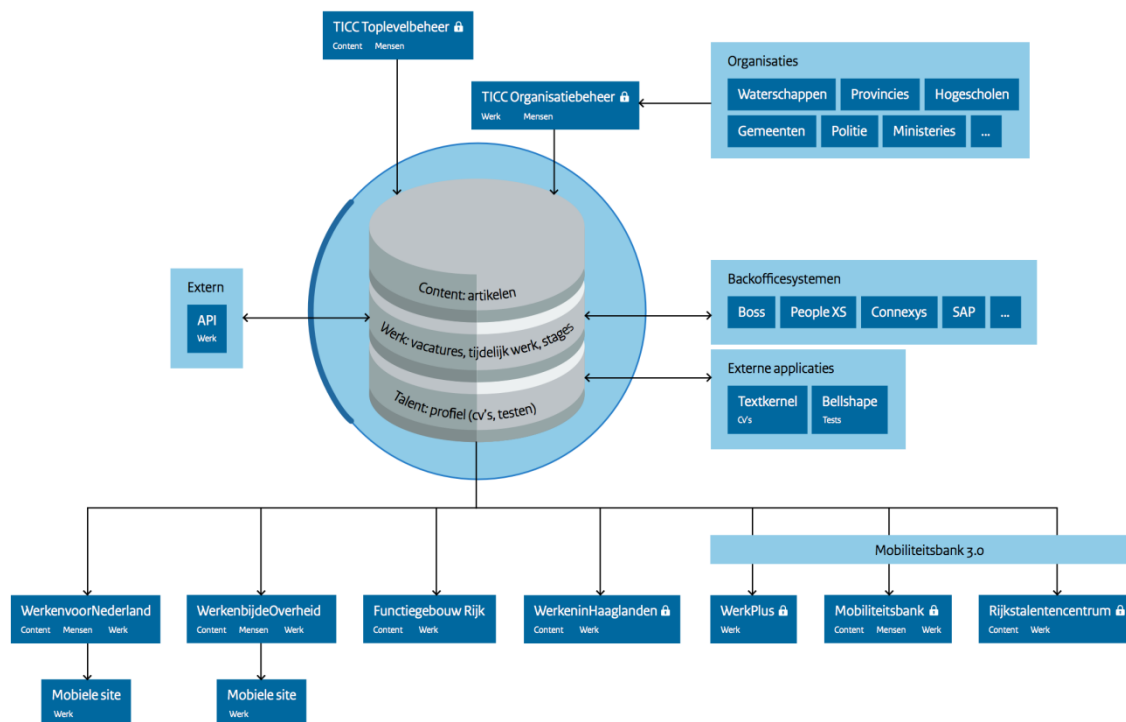 TICC Toplevelbeheer
Content Mensen
TICC Organisatiebeheer
Werk Mensen
Organisaties
Waterschappen Provincies Hogescholen
Gemeenten Politie Ministeries ...
Extern
API
Werk
Content: artikelen
Werk: vacatures, tijdelijk werk, stages
Talent: profiel (cv's, testen)
Backofficesystemen
Boss People XS Connexys SAP ...
Externe applicaties
Textkernel Bellshape
Cv's Tests
Mobiliteitsbank 3.0
WerkenvoorNederland
Content Mensen Werk
WerkenbijdeOverheid
Content Mensen Werk
Functiegebouw Rijk
Content Werk
WerkeninHaaglanden
Content Werk
WerkPlus
Werk
Mobiliteitsbank
Content Mensen Werk
Rijkstalentencentrum
Content Werk
Mobiele site
Werk
Mobiele site
Werk